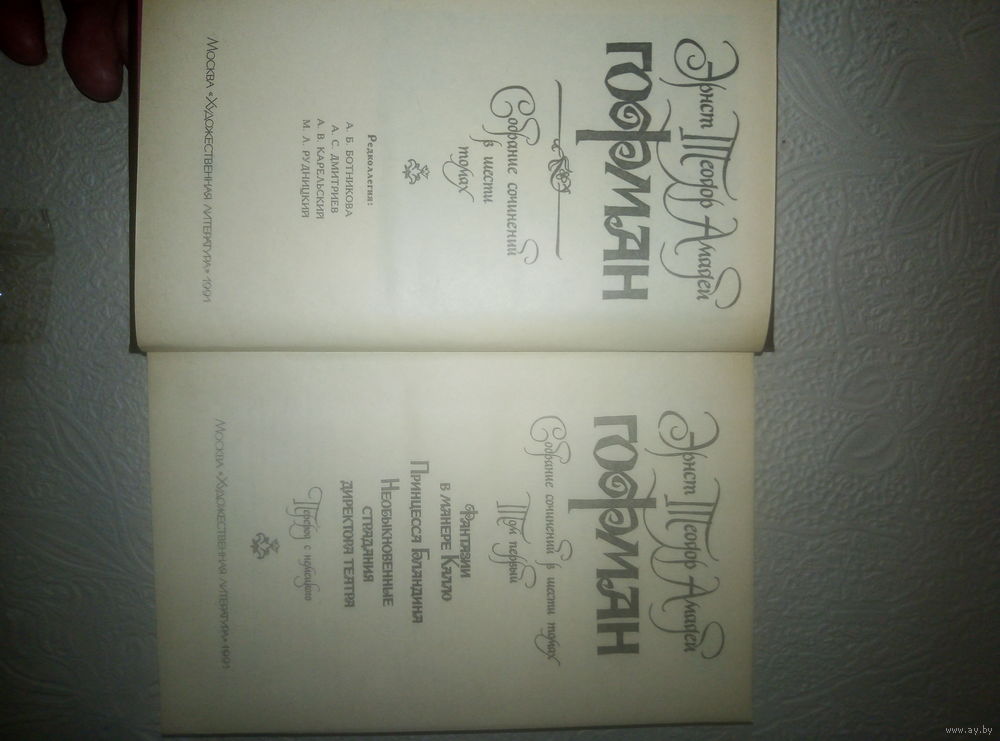 Эрнст Теодор Амадей
ГОФМАН
Собрание сочинений
в шести
томах
Редколлегия:
А. Б. БОТНИКОВА
А. С. ДМИТРИЕВ
А. В. КАРЕЛЬСКИЙ
М. Л. РУДНИЦКИЙ
МОСКВА «ХУДОЖЕСТВЕННАЯ ЛИТЕРАТУРА» 1991
Эрнст Теодор Амадей
ГОФМАН
Собрание сочинений в шести томах
Том первый
ФАНТАЗИИ
В МАНЕРЕ КАЛЛО
ПРИНЦЕССА БЛАНДИНА
НЕОБЫКНОВЕННЫЕ
СТРАДАНИЯ
ДИРЕКТОРА ТЕАТРА
Перевод с немецкого
МОСКВА «ХУДОЖЕСТВЕННАЯ ЛИТЕРАТУРА» 1991
www.ay.by